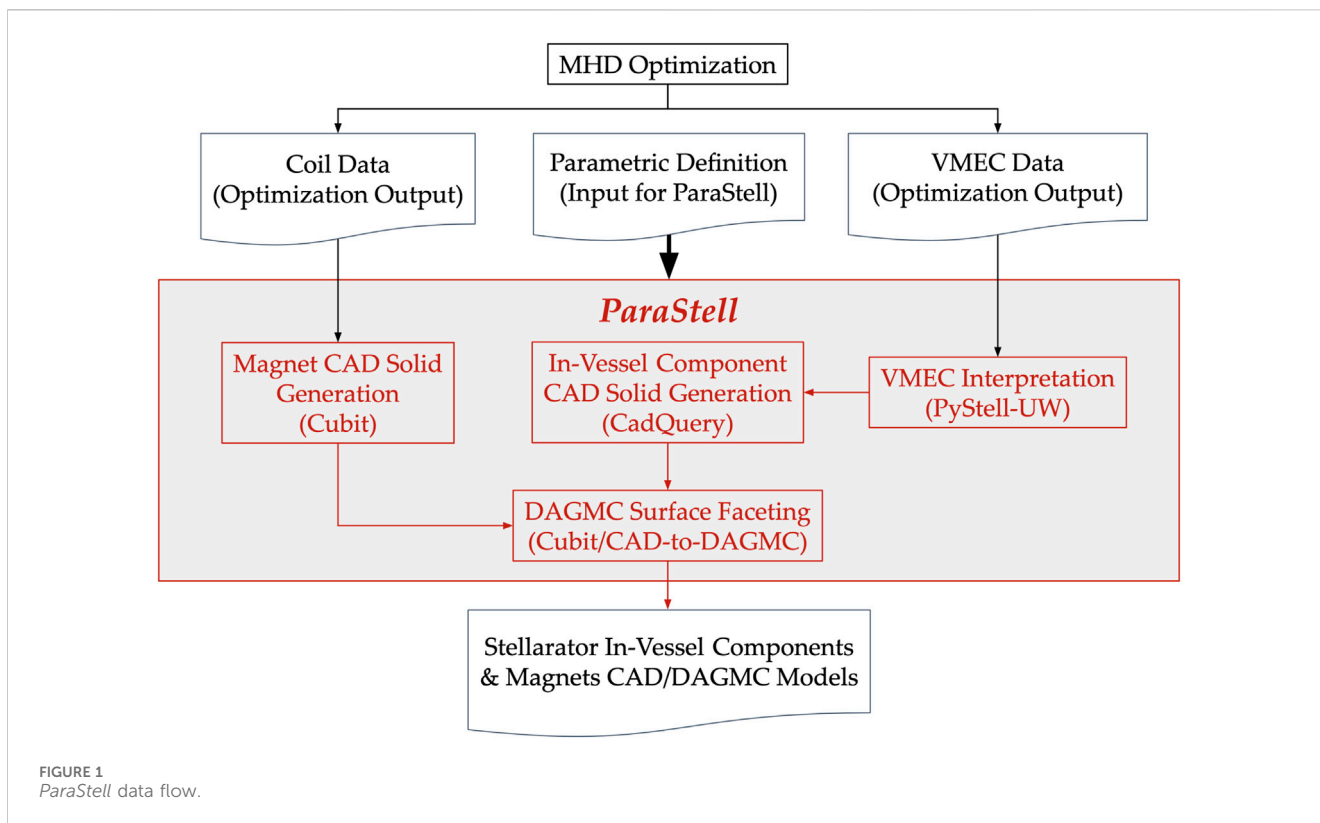 MHD Optimization
Coil Data
(Optimization Output)
Parametric Definition
(Input for ParaStell)
VMEC Data
(Optimization Output)
ParaStell
Magnet CAD Solid
Generation
(Cubit)
In-Vessel Component
CAD Solid Generation
(CadQuery)
VMEC Interpretation
(PyStell-UW)
DAGMC Surface Faceting
(Cubit/CAD-to-DAGMC)
Stellarator In-Vessel Components
& Magnets CAD/DAGMC Models
FIGURE 1
ParaStell data flow.